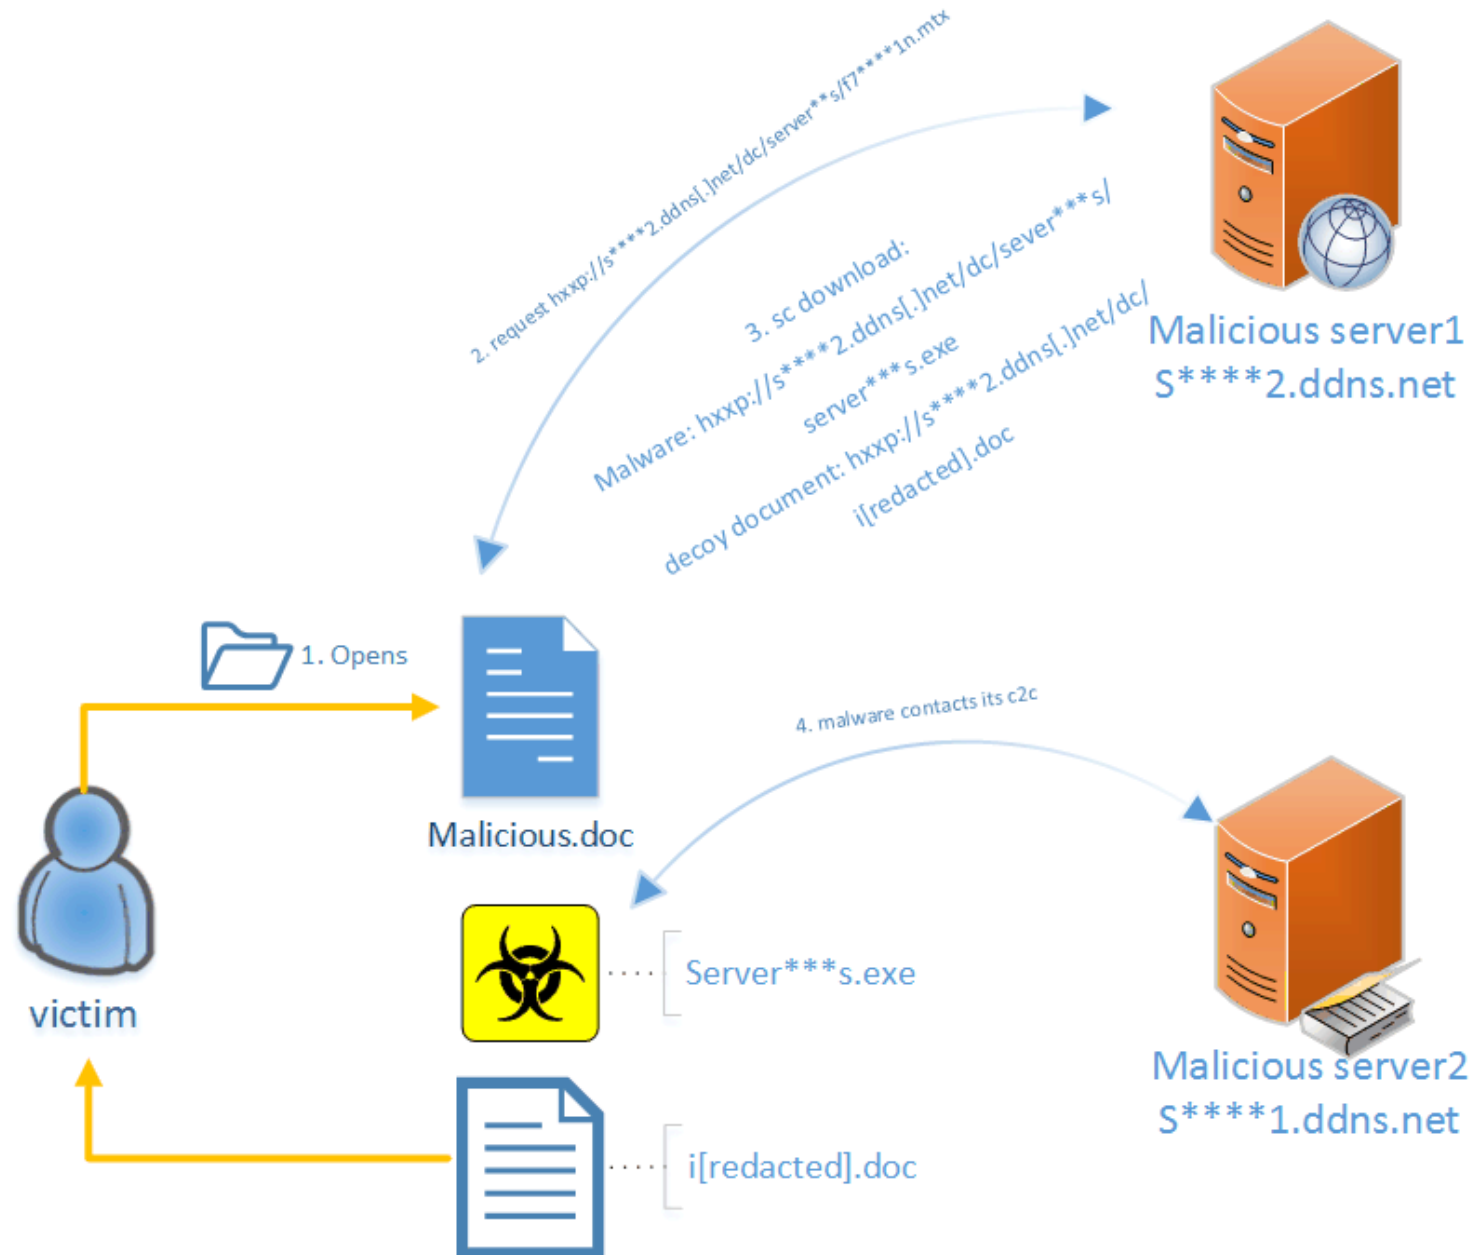 2. request hxxp://s****2.ddns[.]net/dc/server**s/f7****1n.mtx
3. sc download:
Malware: hxxp://s****2.ddns[.]net/dc/sever***s/
server***s.exe
decoy document: hxxp://s****2.ddns[.]net/dc/
i[redacted].doc
Malicious server1
S****2.ddns.net
1. Opens
Malicious.doc
4. malware contacts its c2c
victim
Server***s.exe
Malicious server2
S****1.ddns.net
i[redacted].doc